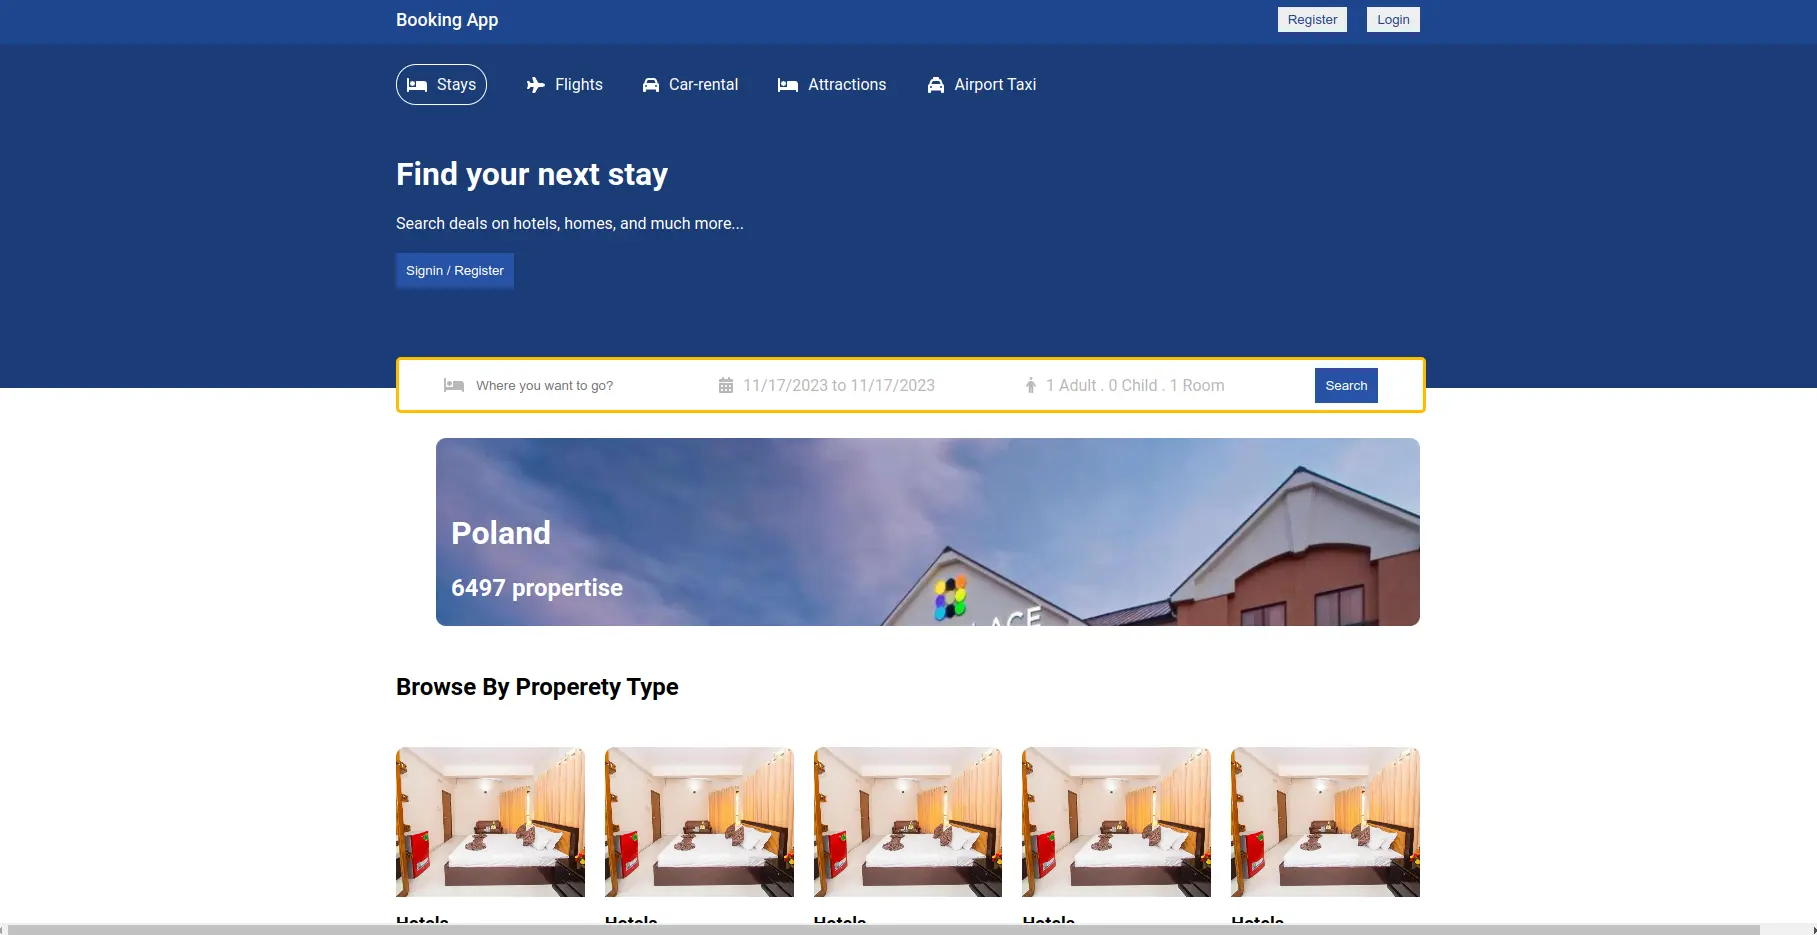 Booking App
Register
Login
Stays
Flights
Car-rental
Attractions
Airport Taxi
Find your next stay
Search deals on hotels, homes, and much more...
Signin / Register
Where you want to go?
11/17/2023 to 11/17/2023
1 Adult . 0 Child . 1 Room
Search
Poland
6497 propertise
Browse By Properety Type
Hotels
Hotels
Hotels
Hotels
Hotels